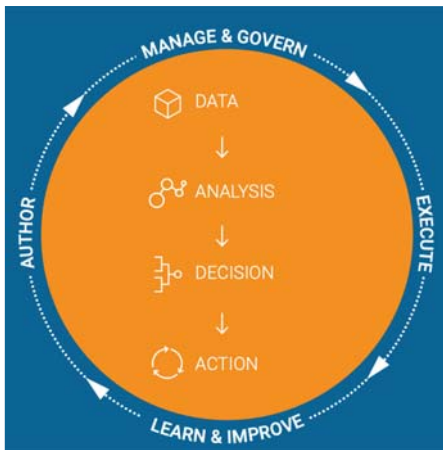 MANAGE & GOVERN
DATA
ANALYSIS
DECISION
ACTION
EXECUTE
LEARN & IMPROVE
AUTHOR